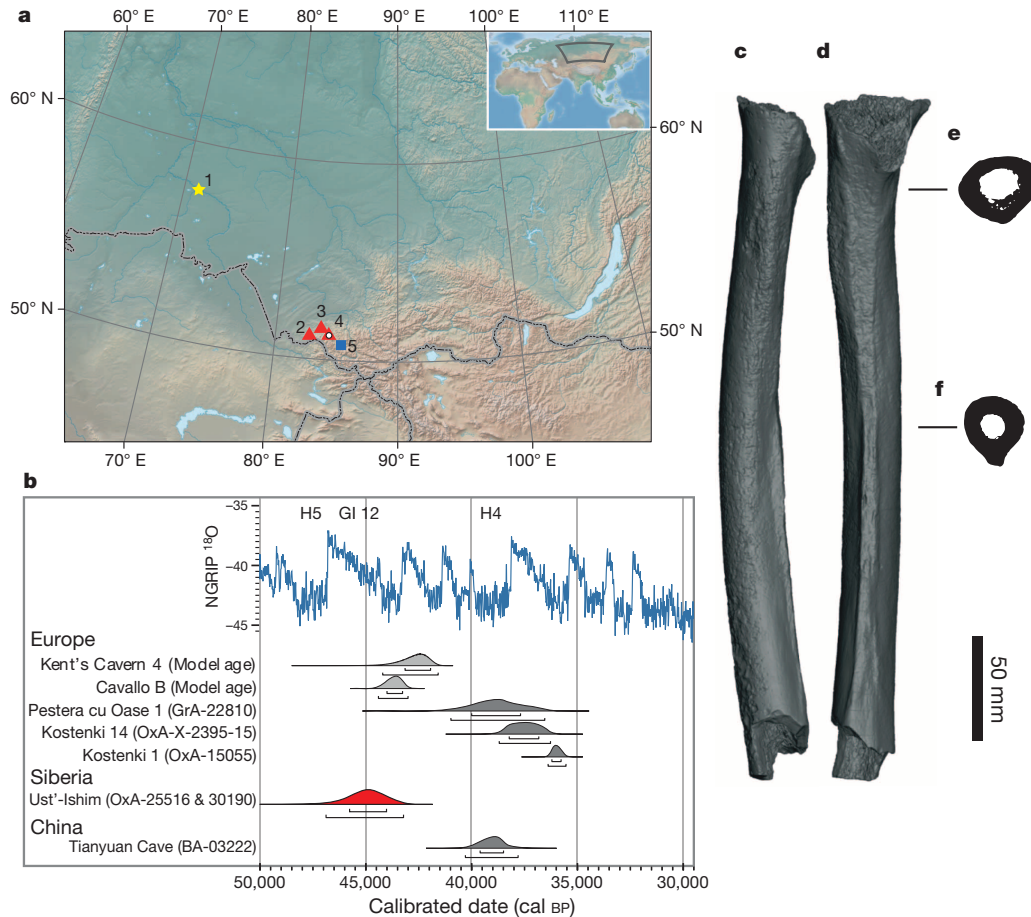 a
60° E 65° E 70° E 75° E 80° E 85° E 90° E 100° E 110° E
60° N
60° N
1
50° N
50° N
3
2
4
5
70° E 80° E 90° E 100° E
b
−35
−40
−45
NGRIP ¹⁸O
H5 GI 12 H4
Europe
Kent's Cavern 4 (Model age)
Cavallo B (Model age)
Pestera cu Oase 1 (GrA-22810)
Kostenki 14 (OxA-X-2395-15)
Kostenki 1 (OxA-15055)
Siberia
Ust'-Ishim (OxA-25516 & 30190)
China
Tianyuan Cave (BA-03222)
50,000 45,000 40,000 35,000 30,000
Calibrated date (cal BP)
c d
e
f
50 mm